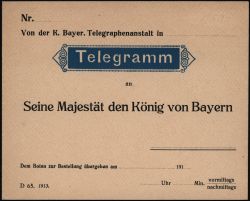 Nr.
Von der K. Bayer. Telegraphenanstalt in
Telegramm
an
Seine Majestät den König von Bayern
Dem Boten zur Bestellung übergeben am 191
D 65. 1913. Uhr Min. vormittags
nachmittags